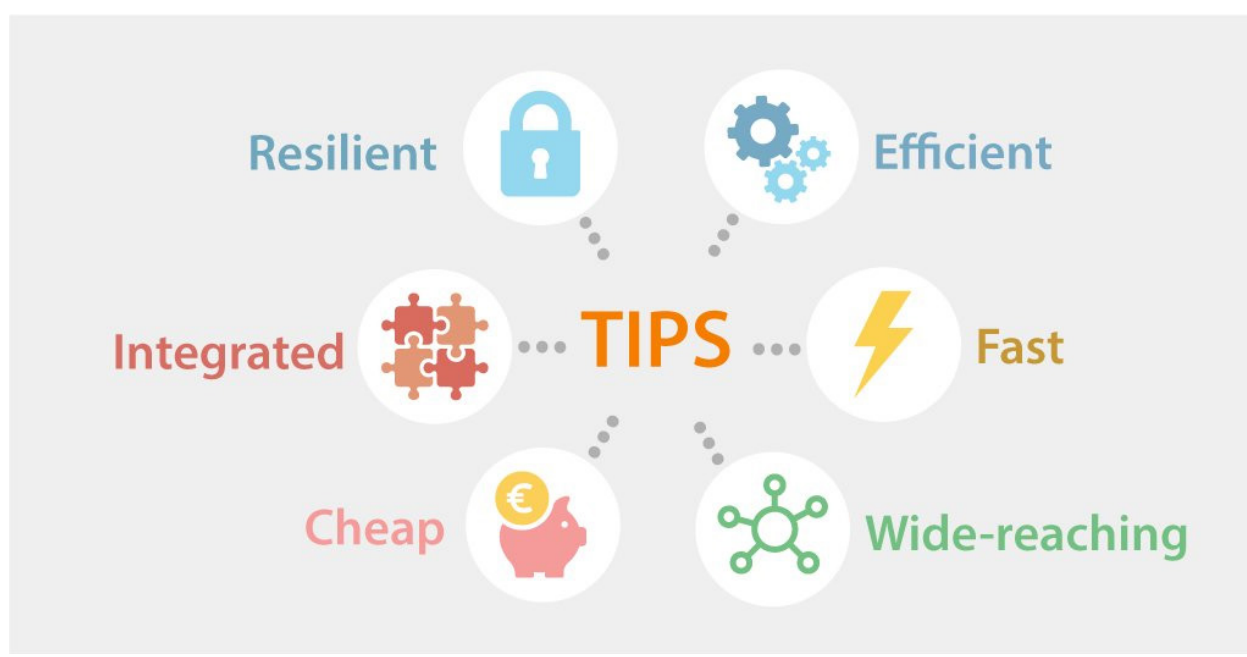 Resilient
Efficient
Integrated
TIPS
Fast
€
Cheap
Wide-reaching